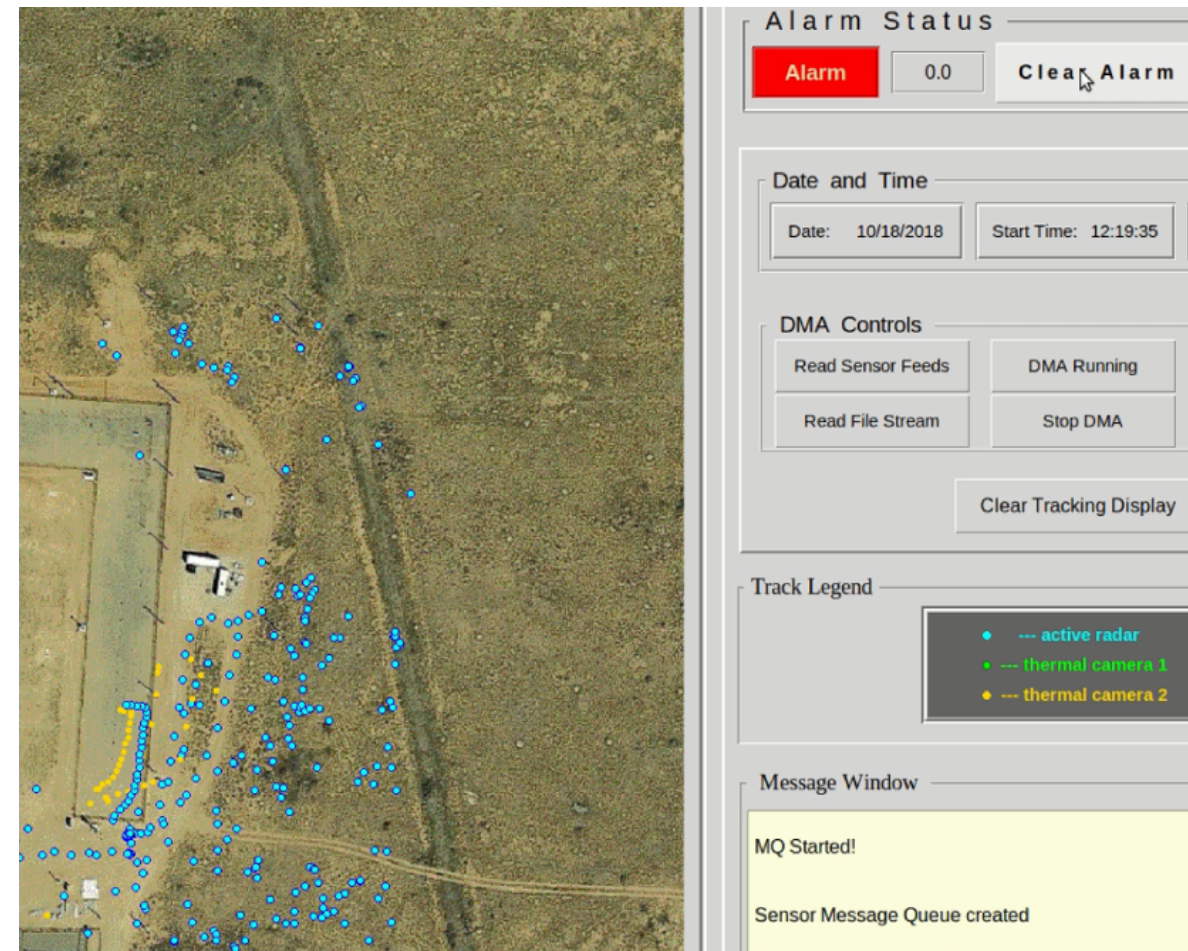 Alarm Status
Alarm
0.0
Clear Alarm
Date and Time
Date: 10/18/2018
Start Time: 12:19:35
DMA Controls
Read Sensor Feeds
DMA Running
Read File Stream
Stop DMA
Clear Tracking Display
Track Legend
--- active radar
--- thermal camera 1
--- thermal camera 2
Message Window
MQ Started!
Sensor Message Queue created